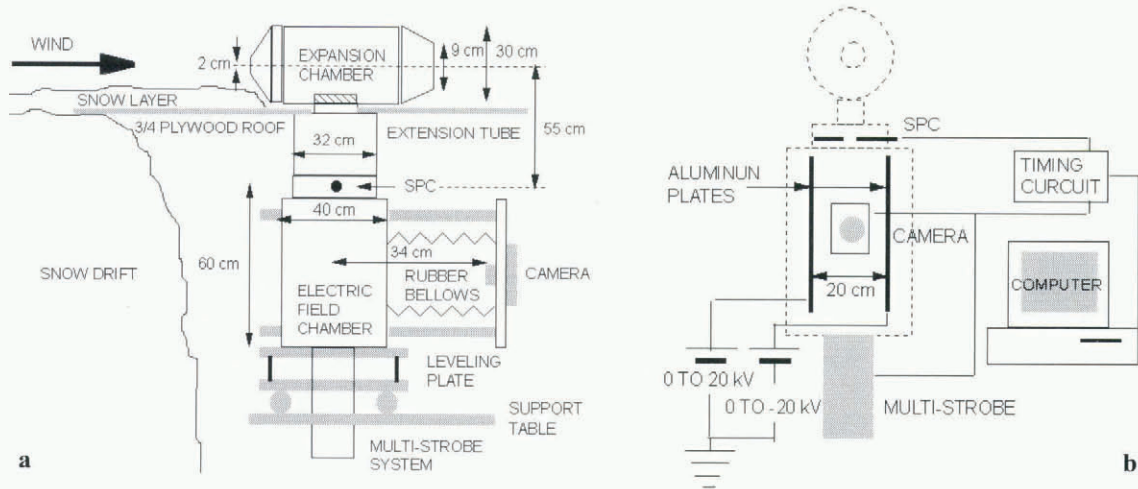 WIND
2 cm
EXPANSION
CHAMBER
9 cm
30 cm
SNOW LAYER
3/4 PLYWOOD ROOF
EXTENSION TUBE
55 cm
32 cm
SPC
40 cm
60 cm
34 cm
SNOW DRIFT
RUBBER
BELLOWS
CAMERA
ELECTRIC
FIELD
CHAMBER
LEVELING
PLATE
SUPPORT
TABLE
MULTI-STROBE
SYSTEM
a
SPC
ALUMINUN
PLATES
TIMING
CURCUIT
CAMERA
20 cm
COMPUTER
0 TO 20 kV
0 TO -20 kV
MULTI-STROBE
b